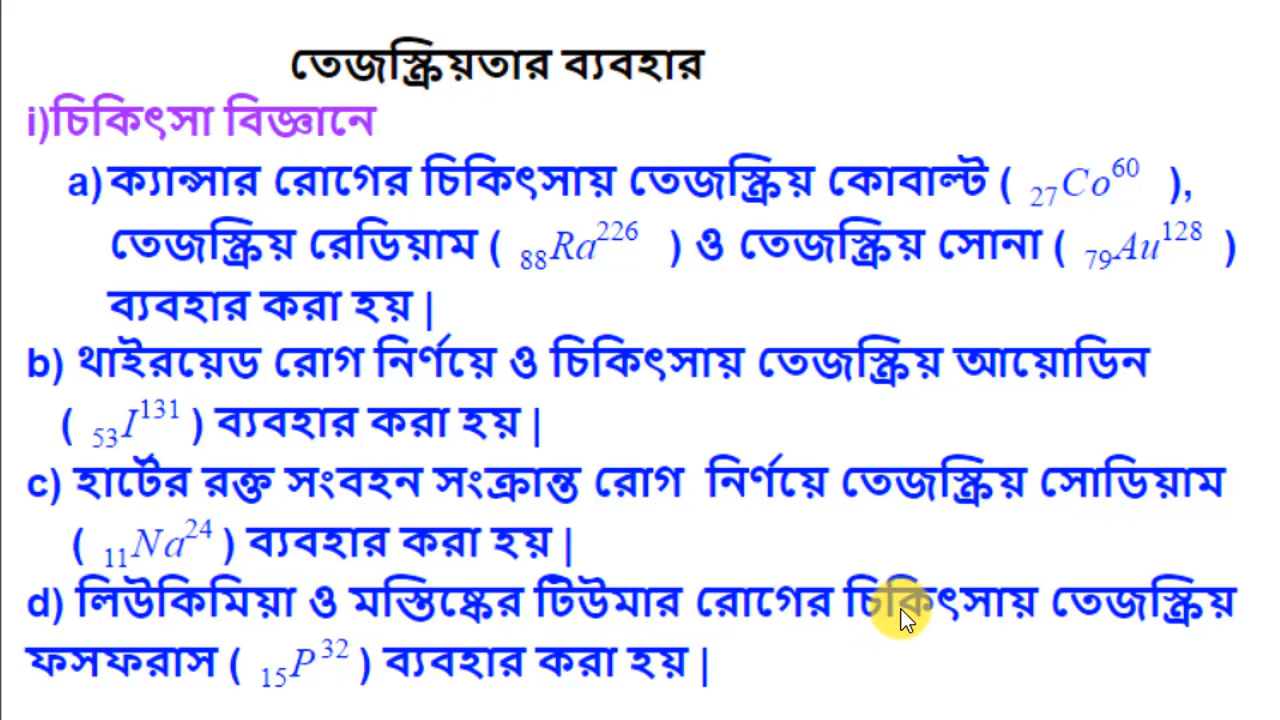 তেজস্ক্রিয়তার ব্যবহার
i)চিকিৎসা বিজ্ঞানে
a) ক্যান্সার রোগের চিকিৎসায় তেজস্ক্রিয় কোবাল্ট ( ₂₇Co⁶⁰ ),
তেজস্ক্রিয় রেডিয়াম ( ₈₈Ra²²⁶ ) ও তেজস্ক্রিয় সোনা ( ₇₉Au¹²⁸ )
ব্যবহার করা হয় |
b) থাইরয়েড রোগ নির্ণয়ে ও চিকিৎসায় তেজস্ক্রিয় আয়োডিন
( ₅₃I¹³¹ ) ব্যবহার করা হয় |
c) হার্টের রক্ত সংবহন সংক্রান্ত রোগ নির্ণয়ে তেজস্ক্রিয় সোডিয়াম
( ₁₁Na²⁴ ) ব্যবহার করা হয় |
d) লিউকিমিয়া ও মস্তিষ্কের টিউমার রোগের চিকিৎসায় তেজস্ক্রিয়
ফসফরাস ( ₁₅P³² ) ব্যবহার করা হয় |